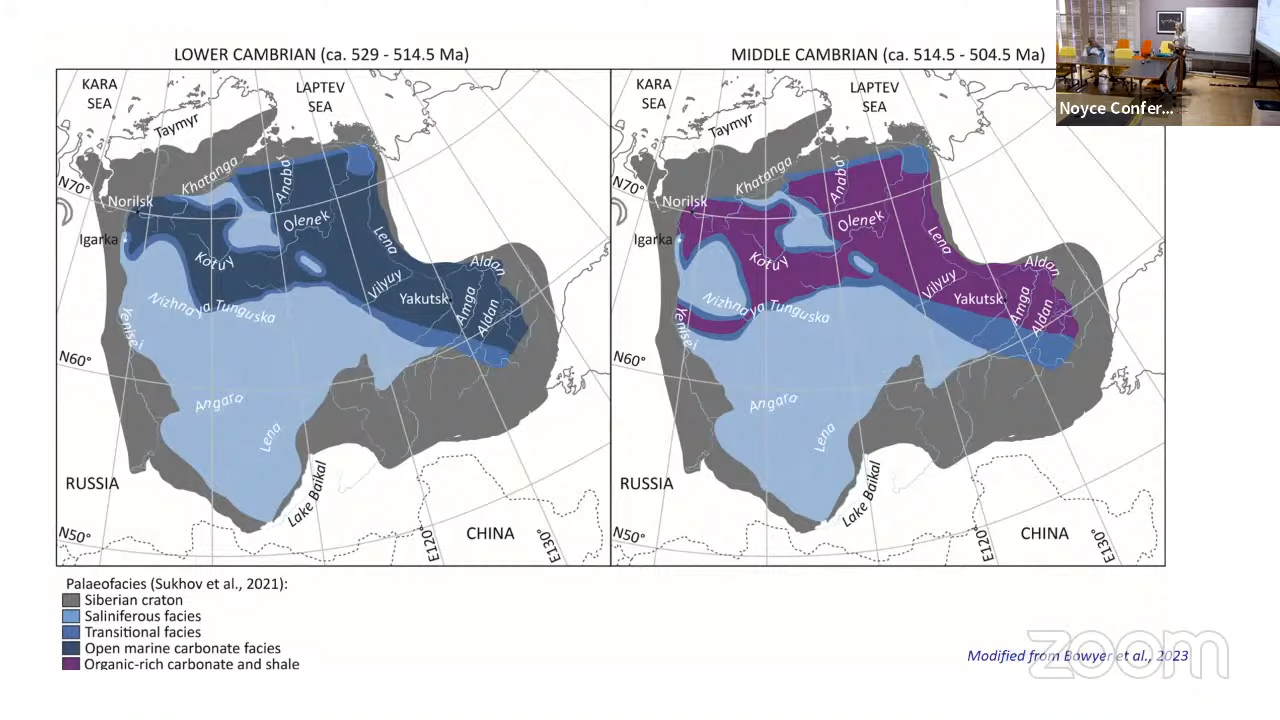 LOWER CAMBRIAN (ca. 529 - 514.5 Ma)
KARA
SEA
LAPTEV
SEA
Taymyr
Khatanga
Anabar
N70°
Norilsk
Olenek
Igarka
Lena
Aldan
Kotuy
Vilyuy
Yakutsk
Amga
Aldan
Nizhnaya Tunguska
Yenisei
N60°
Angara
Lena
RUSSIA
Lake Baikal
N50°
E120°
CHINA
E130°
MIDDLE CAMBRIAN (ca. 514.5 - 504.5 Ma)
KARA
SEA
LAPTEV
SEA
Taymyr
Khatanga
Anabar
N70°
Norilsk
Olenek
Igarka
Lena
Aldan
Kotuy
Vilyuy
Yakutsk
Amga
Aldan
Nizhnaya Tunguska
Yenisei
N60°
Angara
Lena
RUSSIA
Lake Baikal
N50°
E120°
CHINA
E130°
Noyce Confer...
Palaeofacies (Sukhov et al., 2021):
Siberian craton
Saliniferous facies
Transitional facies
Open marine carbonate facies
Organic-rich carbonate and shale
Modified from Bowyer et al., 2023
zoom